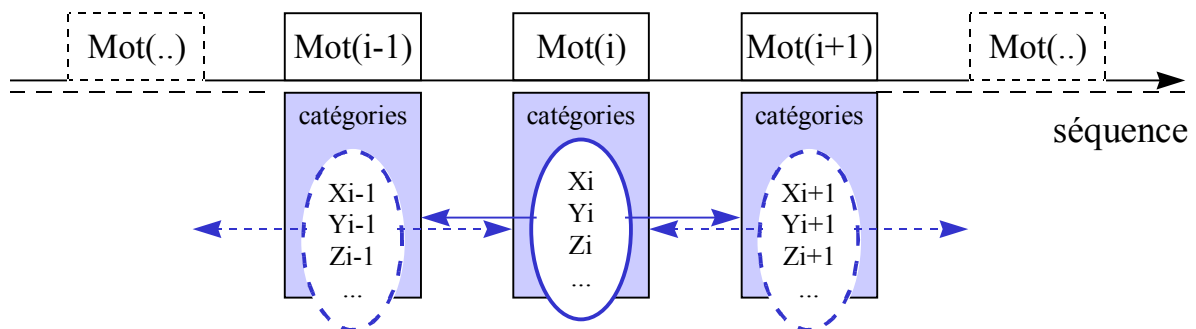 Mot(..) Mot(i-1) Mot(i) Mot(i+1) Mot(..)
séquence
catégories catégories catégories
Xi-1 Xi Xi+1
Yi-1 Yi Yi+1
Zi-1 Zi Zi+1
... ... ...